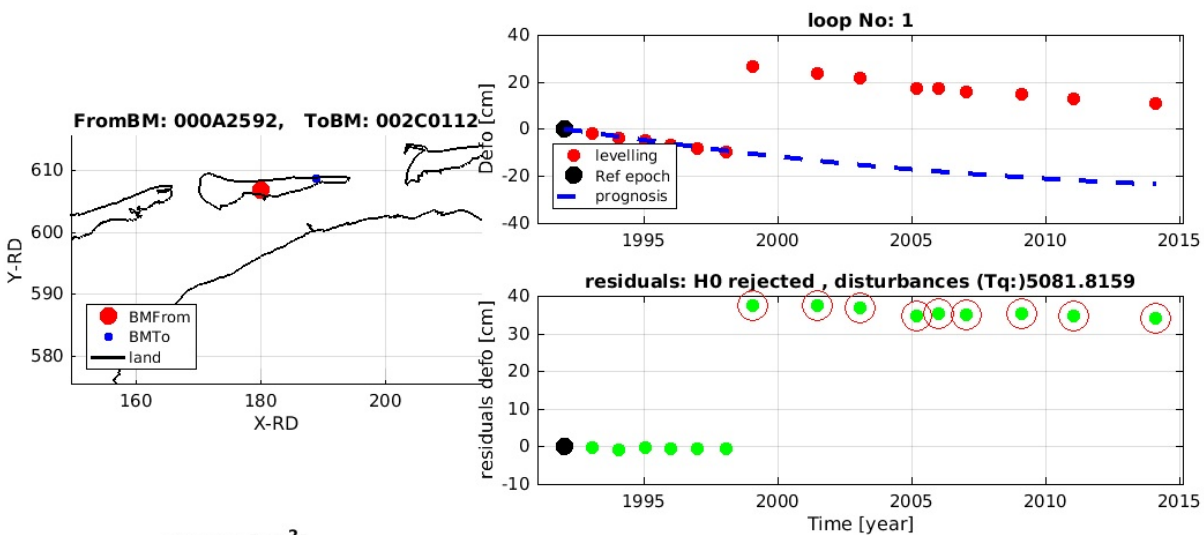 loop No: 1
40
20
0
-20
-40
Defo [cm]
levelling
Ref epoch
prognosis
1995
2000
2005
2010
2015
FromBM: 000A2592, ToBM: 002C0112
610
600
590
580
Y-RD
BMFrom
BMTo
land
160
180
200
X-RD
residuals: H0 rejected , disturbances (Tq:)5081.8159
40
30
20
10
0
-10
residuals defo [cm]
1995
2000
2005
2010
2015
Time [year]